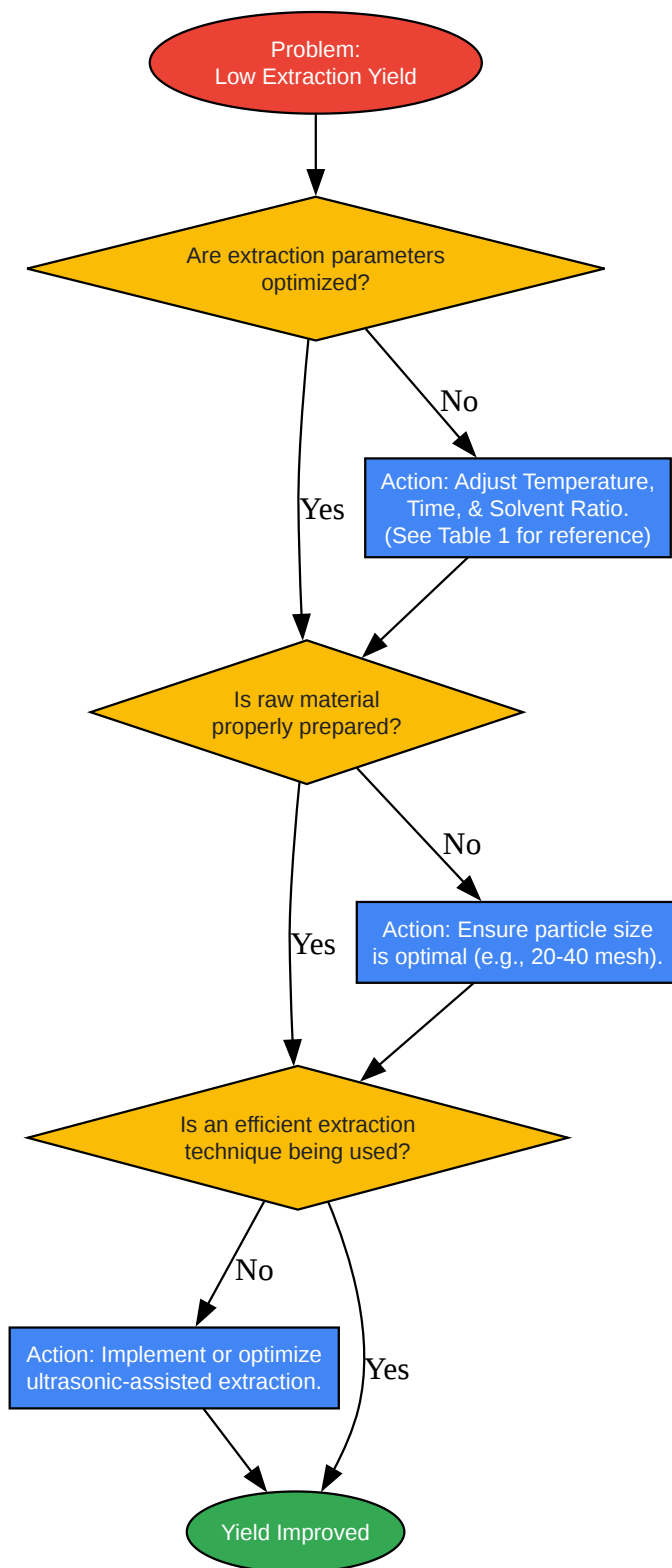 Problem:
Low Extraction Yield
Are extraction parameters
optimized?
No
Action: Adjust Temperature,
Time, & Solvent Ratio.
(See Table 1 for reference)
Yes
Is raw material
properly prepared?
No
Action: Ensure particle size
is optimal (e.g., 20-40 mesh).
Yes
Is an efficient extraction
technique being used?
No
Action: Implement or optimize
ultrasonic-assisted extraction.
Yes
Yield Improved